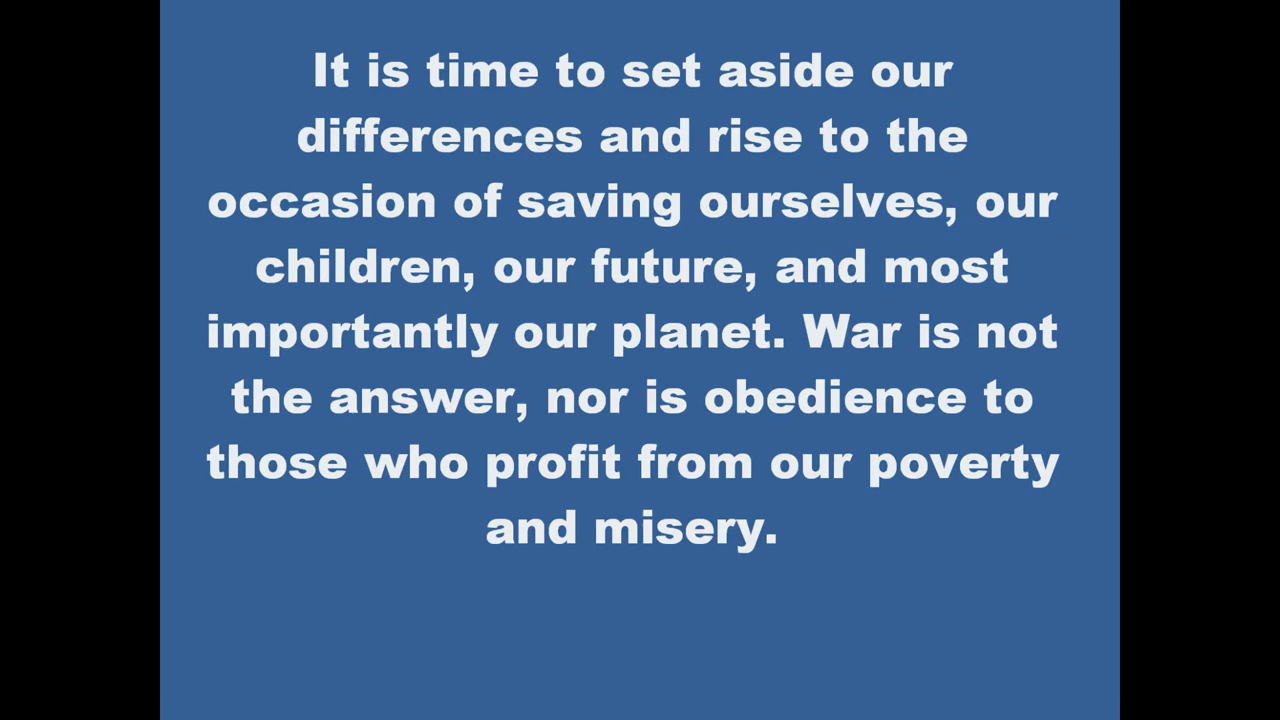 It is time to set aside our
differences and rise to the
occasion of saving ourselves, our
children, our future, and most
importantly our planet. War is not
the answer, nor is obedience to
those who profit from our poverty
and misery.